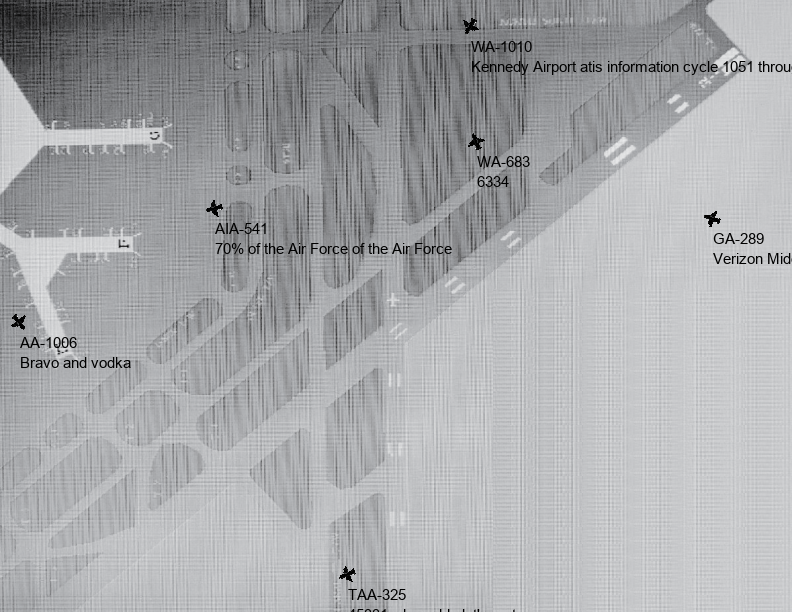 WA-1010
Kennedy Airport atis information cycle 1051 throu
WA-683
6334
AIA-541
70% of the Air Force of the Air Force
GA-289
Verizon Mid
AA-1006
Bravo and vodka
TAA-325